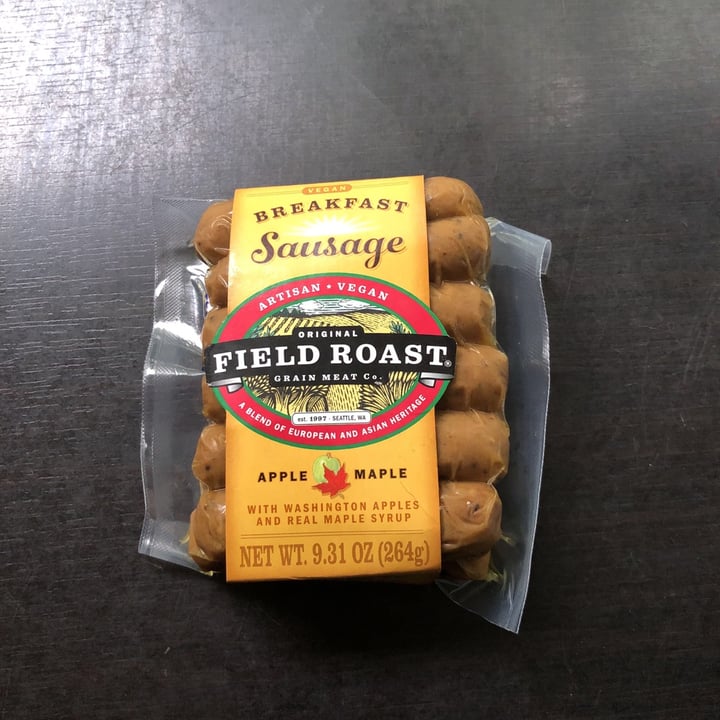 VEGAN
BREAKFAST
Sausage
ARTISAN • VEGAN
ORIGINAL
FIELD ROAST®
GRAIN MEAT Co.
est. 1997 - SEATTLE, WA
A BLEND OF EUROPEAN AND ASIAN HERITAGE
APPLE MAPLE
WITH WASHINGTON APPLES
AND REAL MAPLE SYRUP
NET WT. 9.31 OZ (264g)